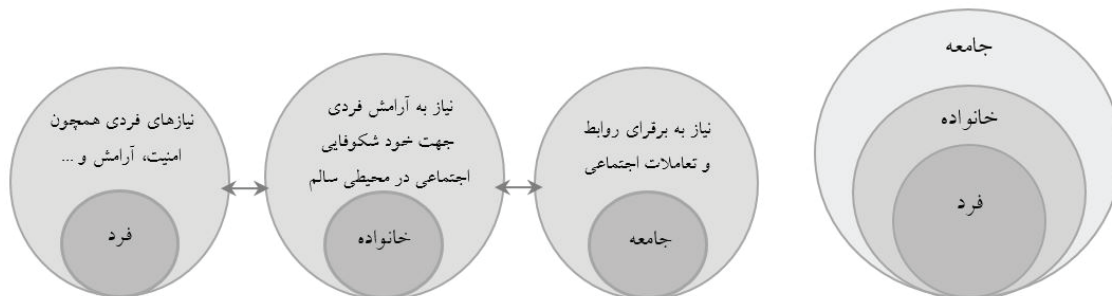 جامعه
خانواده
فرد
نیاز به برقرای روابط
و تعاملات اجتماعی
جامعه
نیاز به آرامش فردی
جهت خود شکوفایی
اجتماعی در محیطی سالم
خانواده
نیازهای فردی همچون
امنیت، آرامش و ...
فرد